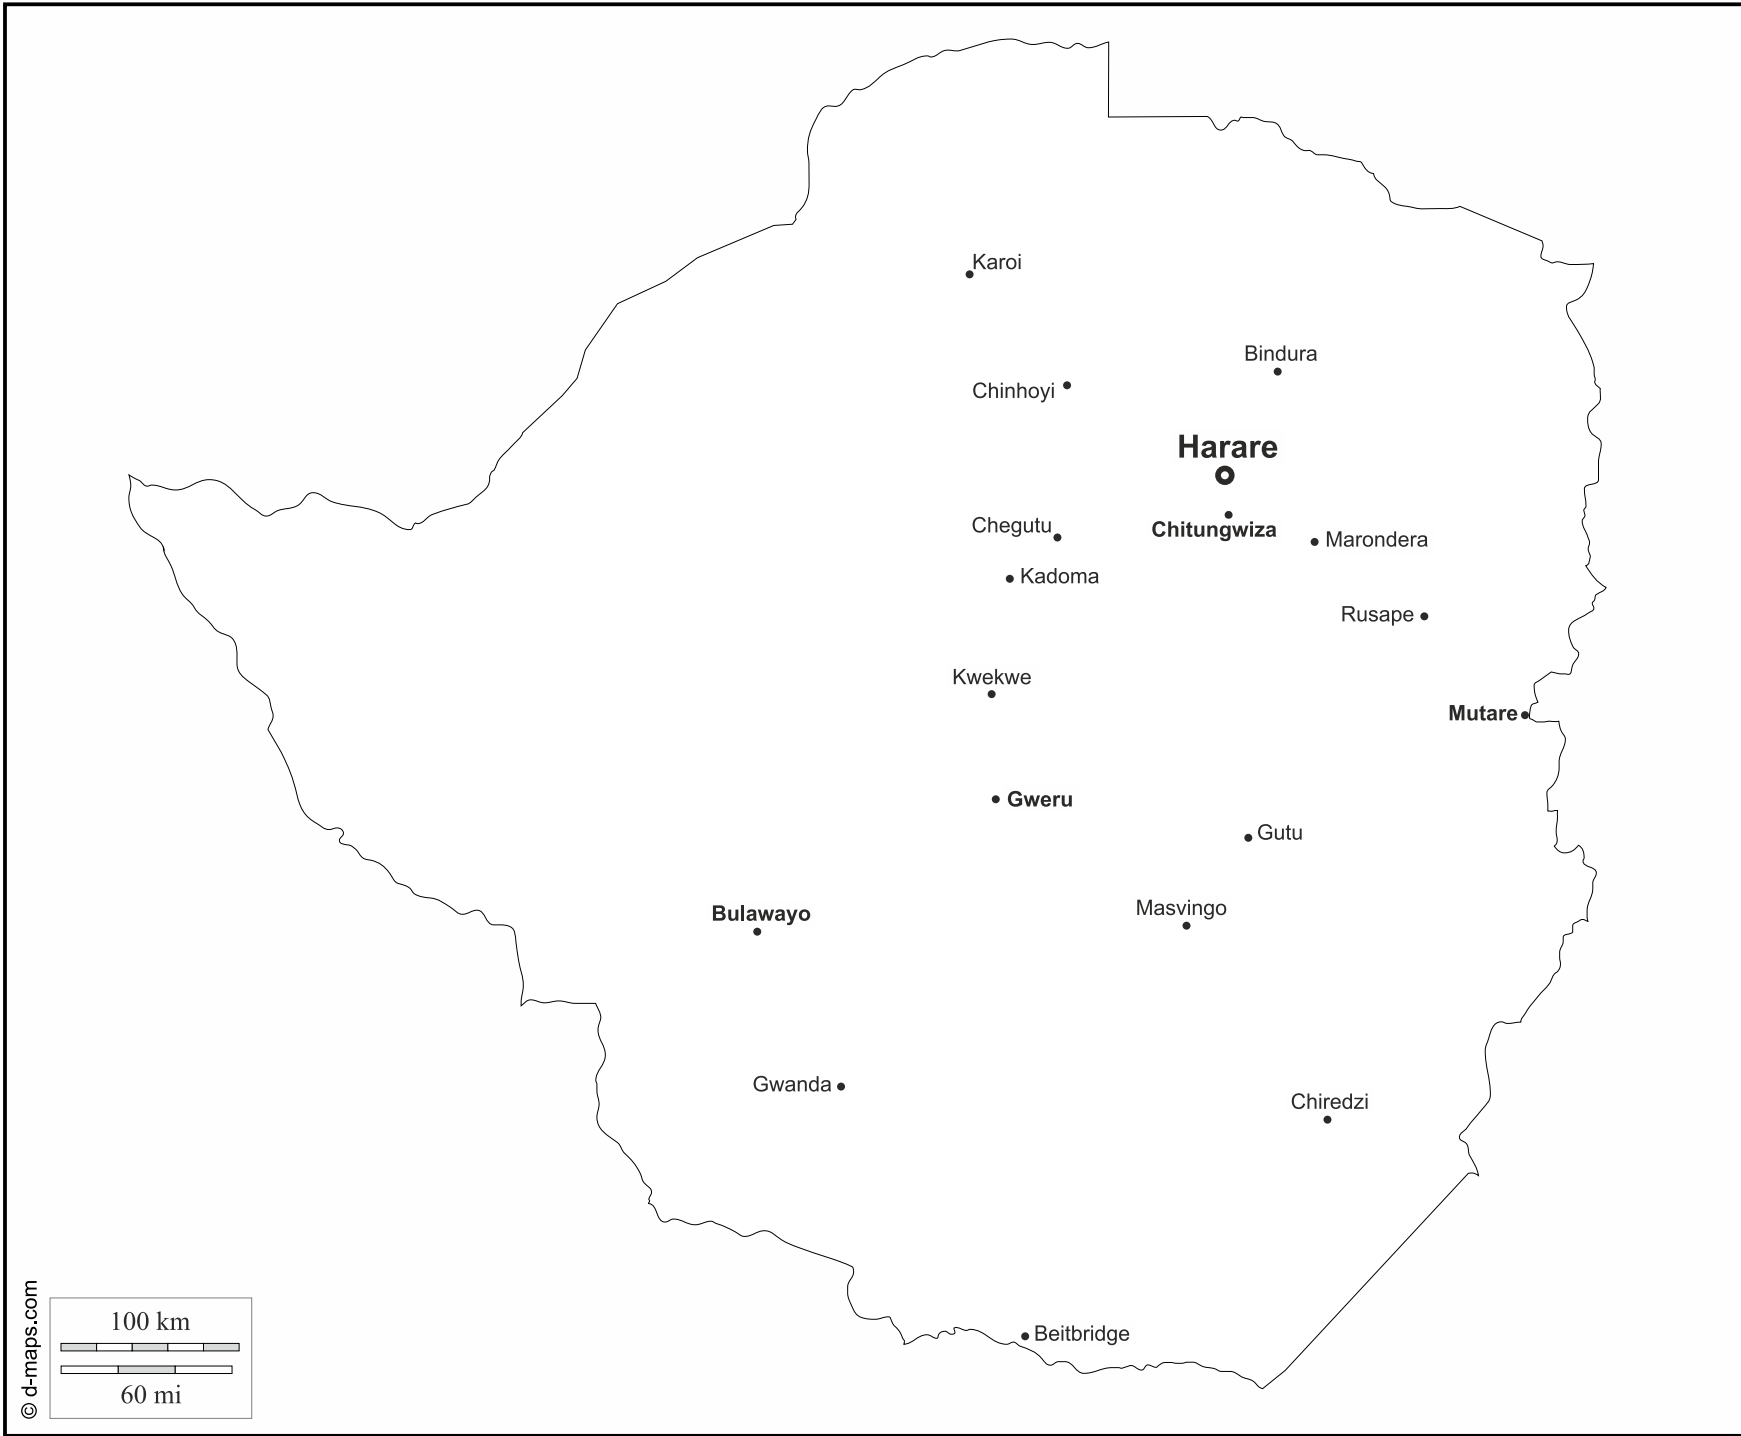 Karoi
Bindura
Chinhoyi
Harare
Chegutu
Chitungwiza
Marondera
Kadoma
Rusape
Kwekwe
Mutare
Gweru
Gutu
Bulawayo
Masvingo
Gwanda
Chiredzi
Beitbridge
100 km
60 mi
© d-maps.com